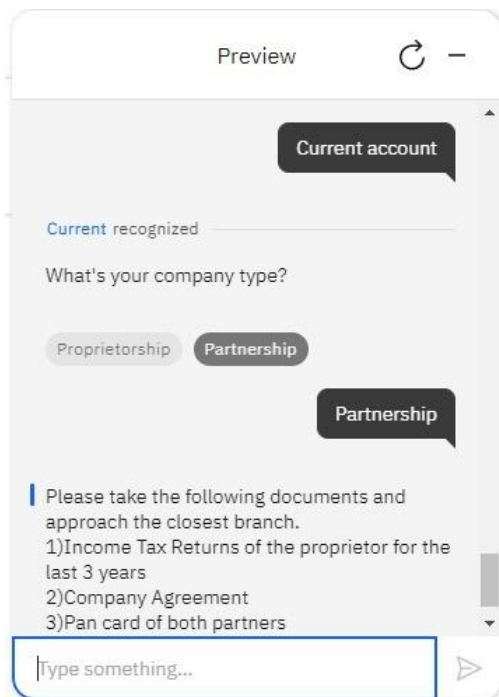 Preview
Current account
Current recognized
What's your company type?
Proprietorship Partnership
Partnership
Please take the following documents and
approach the closest branch.
1)Income Tax Returns of the proprietor for the
last 3 years
2)Company Agreement
3)Pan card of both partners
Type something...